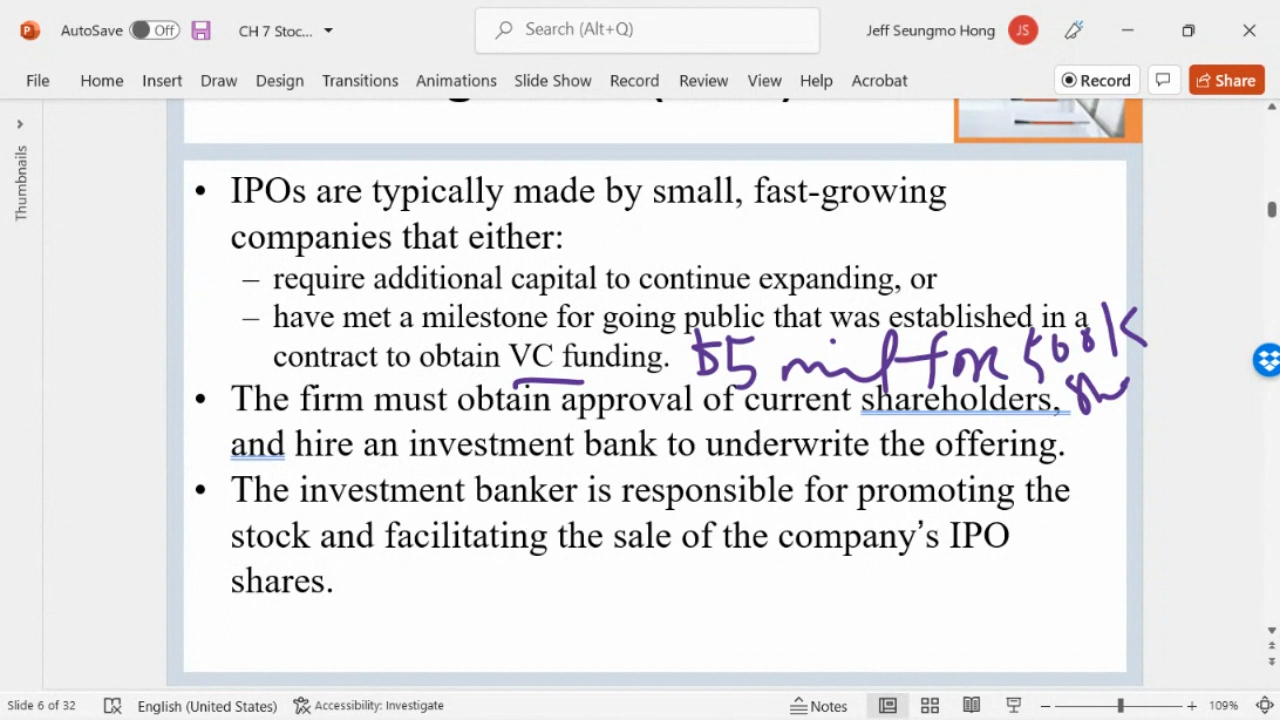 AutoSave Off CH 7 Stoc... Search (Alt+Q) Jeff Seungmo Hong JS
File Home Insert Draw Design Transitions Animations Slide Show Record Review View Help Acrobat Record Share
Thumbnails
• IPOs are typically made by small, fast-growing
companies that either:
– require additional capital to continue expanding, or
– have met a milestone for going public that was established in a
contract to obtain VC funding. $5 mil for 500K
• The firm must obtain approval of current shareholders,
and hire an investment bank to underwrite the offering.
• The investment banker is responsible for promoting the
stock and facilitating the sale of the company’s IPO
shares.
Slide 6 of 32 English (United States) Accessibility: Investigate Notes 109%